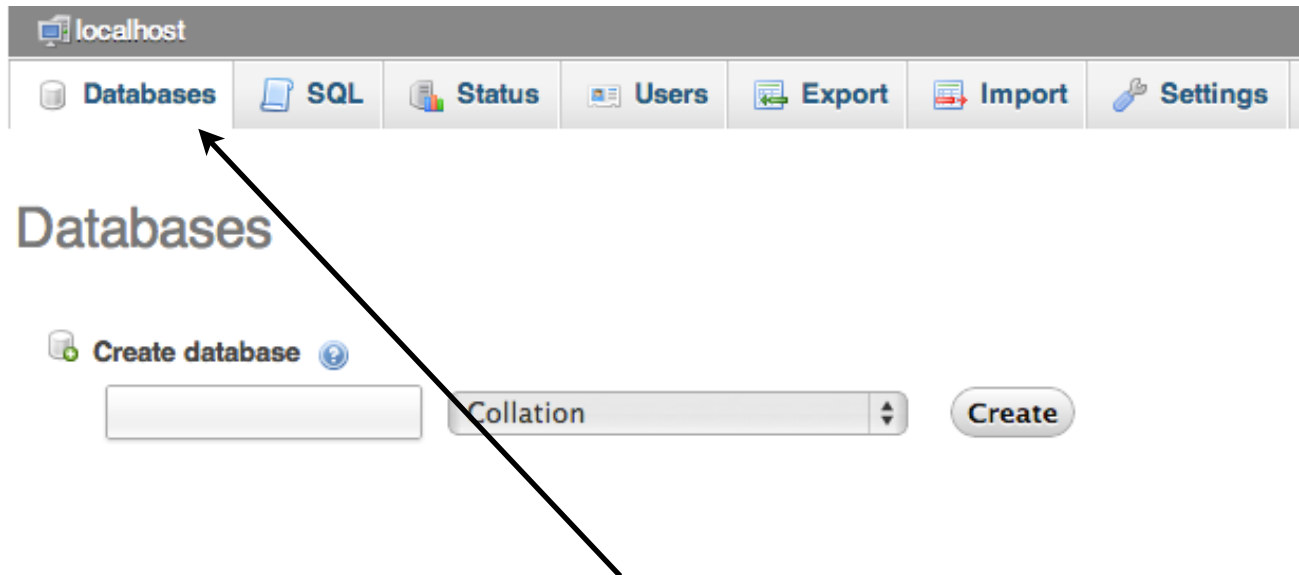 localhost
Databases SQL Status Users Export Import Settings
Databases
Create database
Collation Create